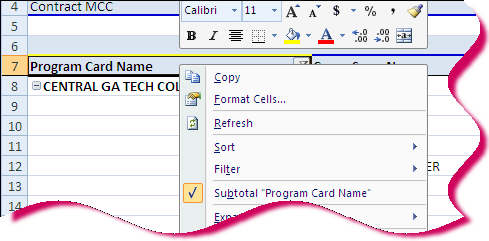 4 Contract MCC
Calibri 11 A A $ % ,
B I A .00 .0
5
6
7 Program Card Name
8 CENTRAL GA TECH COL
9
10
11
12 ER
13
14
Copy
Format Cells...
Refresh
Sort
Filter
Subtotal "Program Card Name"